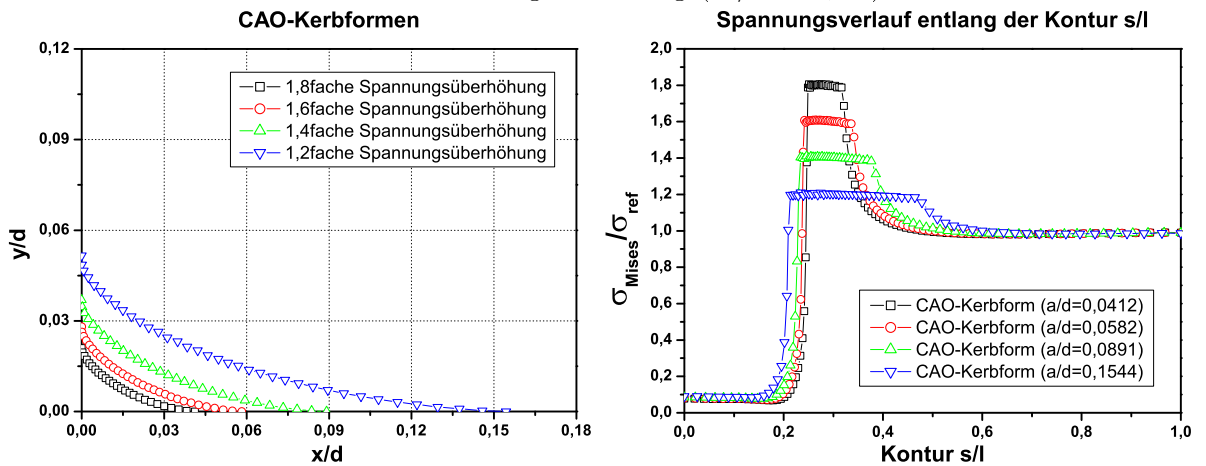 CAO-Kerbformen
0,12
0,09
0,06
0,03
0,00
y/d
1,8fache Spannungsüberhöhung
1,6fache Spannungsüberhöhung
1,4fache Spannungsüberhöhung
1,2fache Spannungsüberhöhung
0,00 0,03 0,06 0,09 0,12 0,15 0,18
x/d
Spannungsverlauf entlang der Kontur s/l
2,0
1,8
1,6
1,4
1,2
1,0
0,8
0,6
0,4
0,2
0,0
σMises/σref
CAO-Kerbform (a/d=0,0412)
CAO-Kerbform (a/d=0,0582)
CAO-Kerbform (a/d=0,0891)
CAO-Kerbform (a/d=0,1544)
0,0 0,2 0,4 0,6 0,8 1,0
Kontur s/l